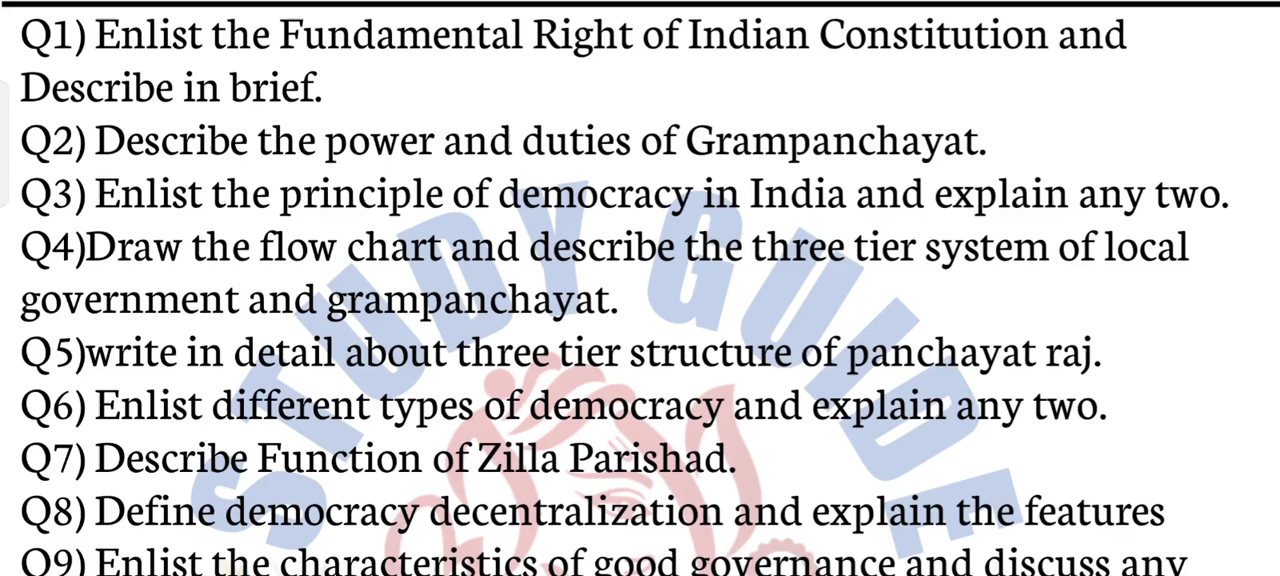 Q1) Enlist the Fundamental Right of Indian Constitution and
Describe in brief.
Q2) Describe the power and duties of Grampanchayat.
Q3) Enlist the principle of democracy in India and explain any two.
Q4)Draw the flow chart and describe the three tier system of local
government and grampanchayat.
Q5)write in detail about three tier structure of panchayat raj.
Q6) Enlist different types of democracy and explain any two.
Q7) Describe Function of Zilla Parishad.
Q8) Define democracy decentralization and explain the features
Q9) Enlist the characteristics of good governance and discuss any
STUDY GUIDE